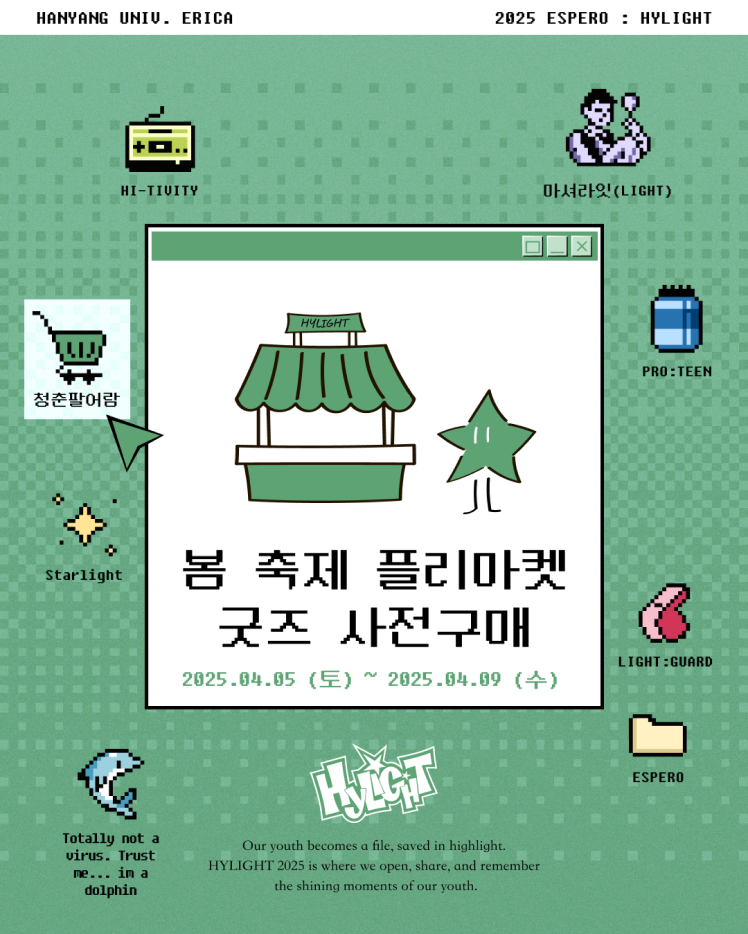 HANYANG UNIV. ERICA
2025 ESPERO : HYLIGHT
HI-TIVITY
마셔라잇(LIGHT)
HYLIGHT
청춘팔어람
PRO:TEEN
Starlight
봄 축제 플리마켓
굿즈 사전구매
2025.04.05 (토) ~ 2025.04.09 (수)
LIGHT:GUARD
ESPERO
HYLIGHT
Totally not a
virus. Trust
me... im a
dolphin
Our youth becomes a file, saved in highlight.
HYLIGHT 2025 is where we open, share, and remember
the shining moments of our youth.